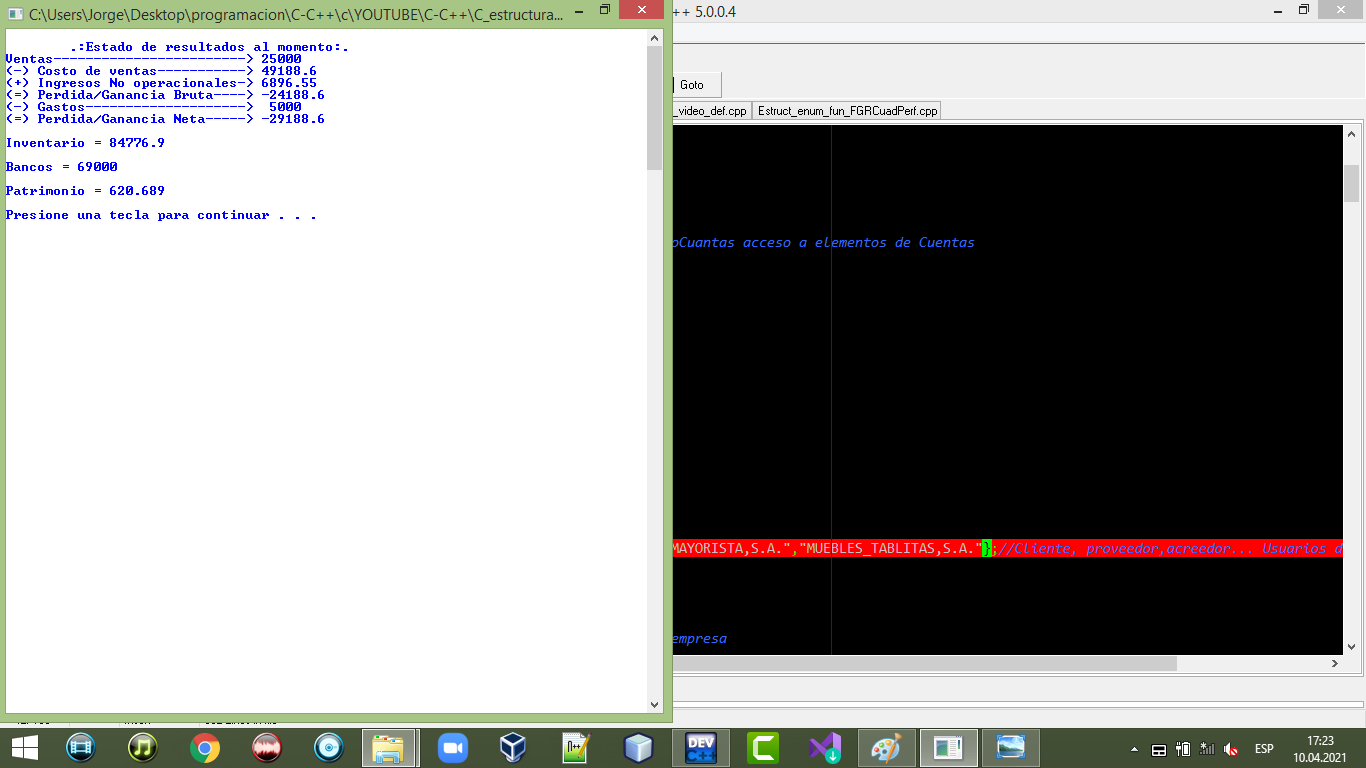 C:\Users\Jorge\Desktop\programacion\C-C++\c\YOUTUBE\C-C++\C_estructura...
++ 5.0.0.4
.:Estado de resultados al momento:.
Ventas------------------------> 25000
(-) Costo de ventas-----------> 49188.6
(+) Ingresos No operacionales-> 6896.55
(=) Perdida/Ganancia Bruta----> -24188.6
(-) Gastos--------------------> 5000
(=) Perdida/Ganancia Neta-----> -29188.6
Inventario = 84776.9
Bancos = 69000
Patrimonio = 620.689
Presione una tecla para continuar . . .
Goto
_video_def.cpp
Estruct_enum_fun_FGRCuadPerf.cpp
oCuantas acceso a elementos de Cuentas
MAYORISTA,S.A.","MUEBLES_TABLITAS,S.A."};//Cliente, proveedor,acreedor... Usuarios d
empresa
DEV
C++
ESP
17:23
10.04.2021